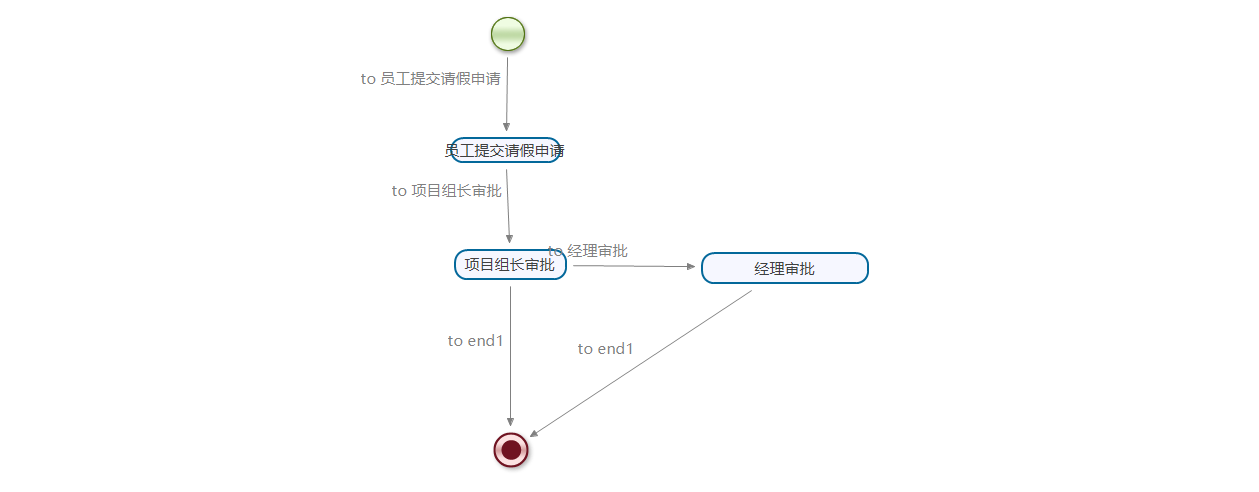 to 员工提交请假申请
员工提交请假申请
to 项目组长审批
to 经理审批
项目组长审批
经理审批
to end1
to end1